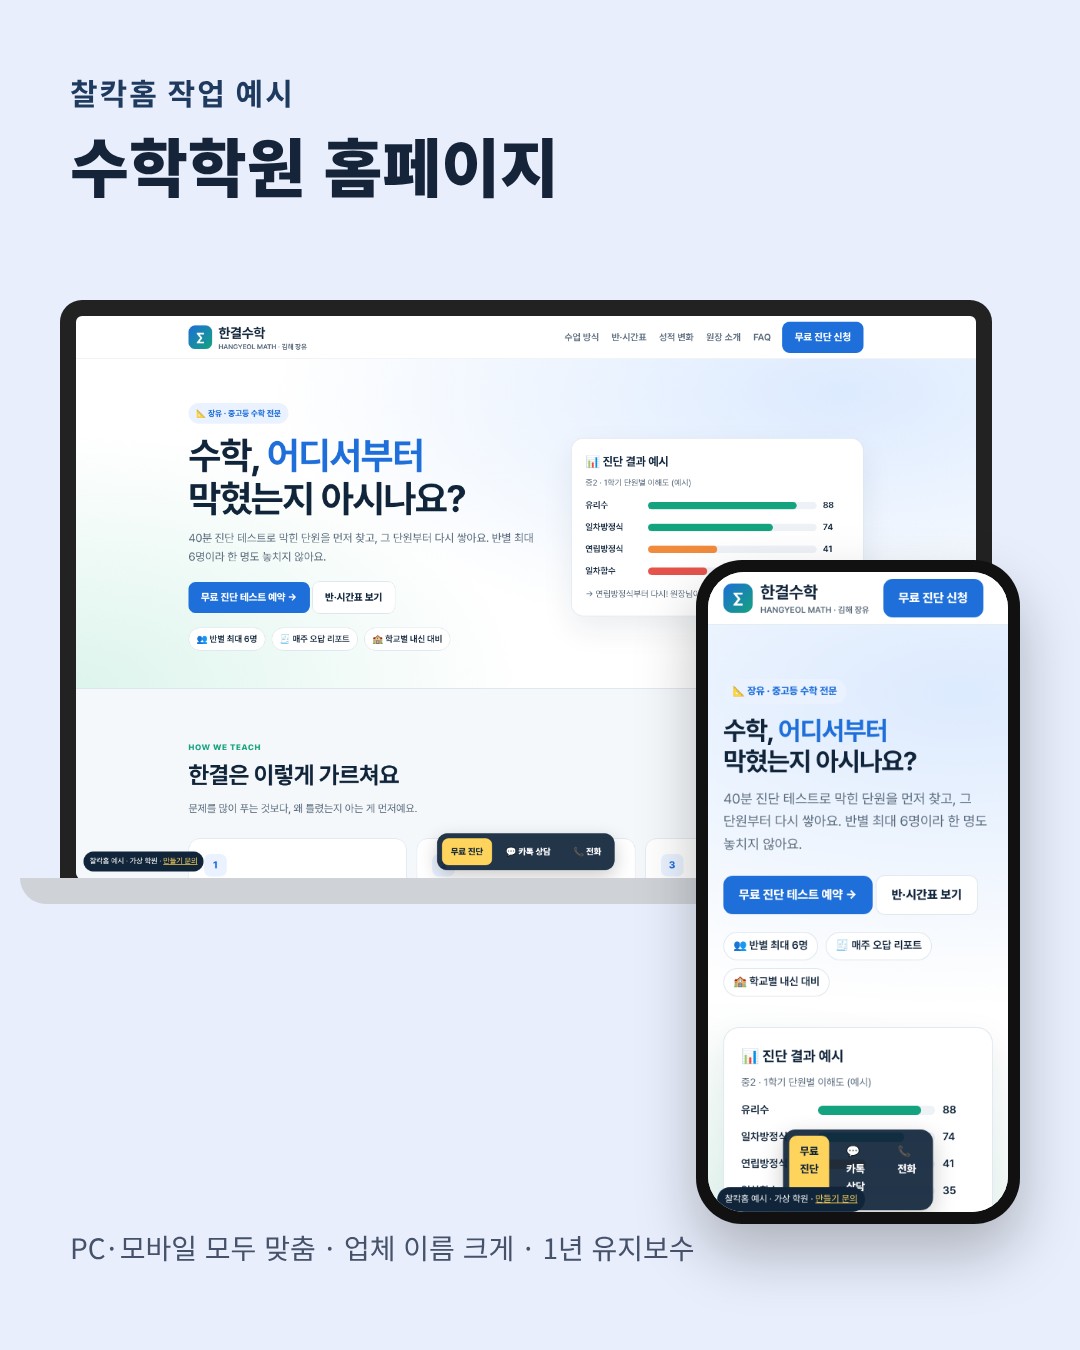 찰칵홈 작업 예시
수학학원 홈페이지
한결수학
HANGYEOL MATH · 김해 장유
수업 방식 반·시간표 성적 변화 원장 소개 FAQ 무료 진단 신청
📐 장유 · 중고등 수학 전문
수학, 어디서부터
막혔는지 아시나요?
40분 진단 테스트로 막힌 단원을 먼저 찾고, 그 단원부터 다시 쌓아요. 반별 최대
6명이라 한 명도 놓치지 않아요.
무료 진단 테스트 예약 → 반·시간표 보기
👥 반별 최대 6명 🧾 매주 오답 리포트 🏫 학교별 내신 대비
📊 진단 결과 예시
중2 · 1학기 단원별 이해도 (예시)
유리수 88
일차방정식 74
연립방정식 41
일차함수
→ 연립방정식부터 다시! 원장님이
HOW WE TEACH
한결은 이렇게 가르쳐요
문제를 많이 푸는 것보다, 왜 틀렸는지 아는 게 먼저예요.
1
3
무료 진단 💬 카톡 상담 📞 전화
찰칵홈 예시 · 가상 학원 · 만들기 문의
한결수학
HANGYEOL MATH · 김해 장유
무료 진단 신청
📐 장유 · 중고등 수학 전문
수학, 어디서부터
막혔는지 아시나요?
40분 진단 테스트로 막힌 단원을 먼저 찾고, 그
단원부터 다시 쌓아요. 반별 최대 6명이라 한 명도
놓치지 않아요.
무료 진단 테스트 예약 → 반·시간표 보기
👥 반별 최대 6명 🧾 매주 오답 리포트
🏫 학교별 내신 대비
📊 진단 결과 예시
중2 · 1학기 단원별 이해도 (예시)
유리수 88
일차방정식 74
연립방정식 41
35
무료
진단
💬
카톡
상담
📞
전화
찰칵홈 예시 · 가상 학원 · 만들기 문의
PC·모바일 모두 맞춤 · 업체 이름 크게 · 1년 유지보수